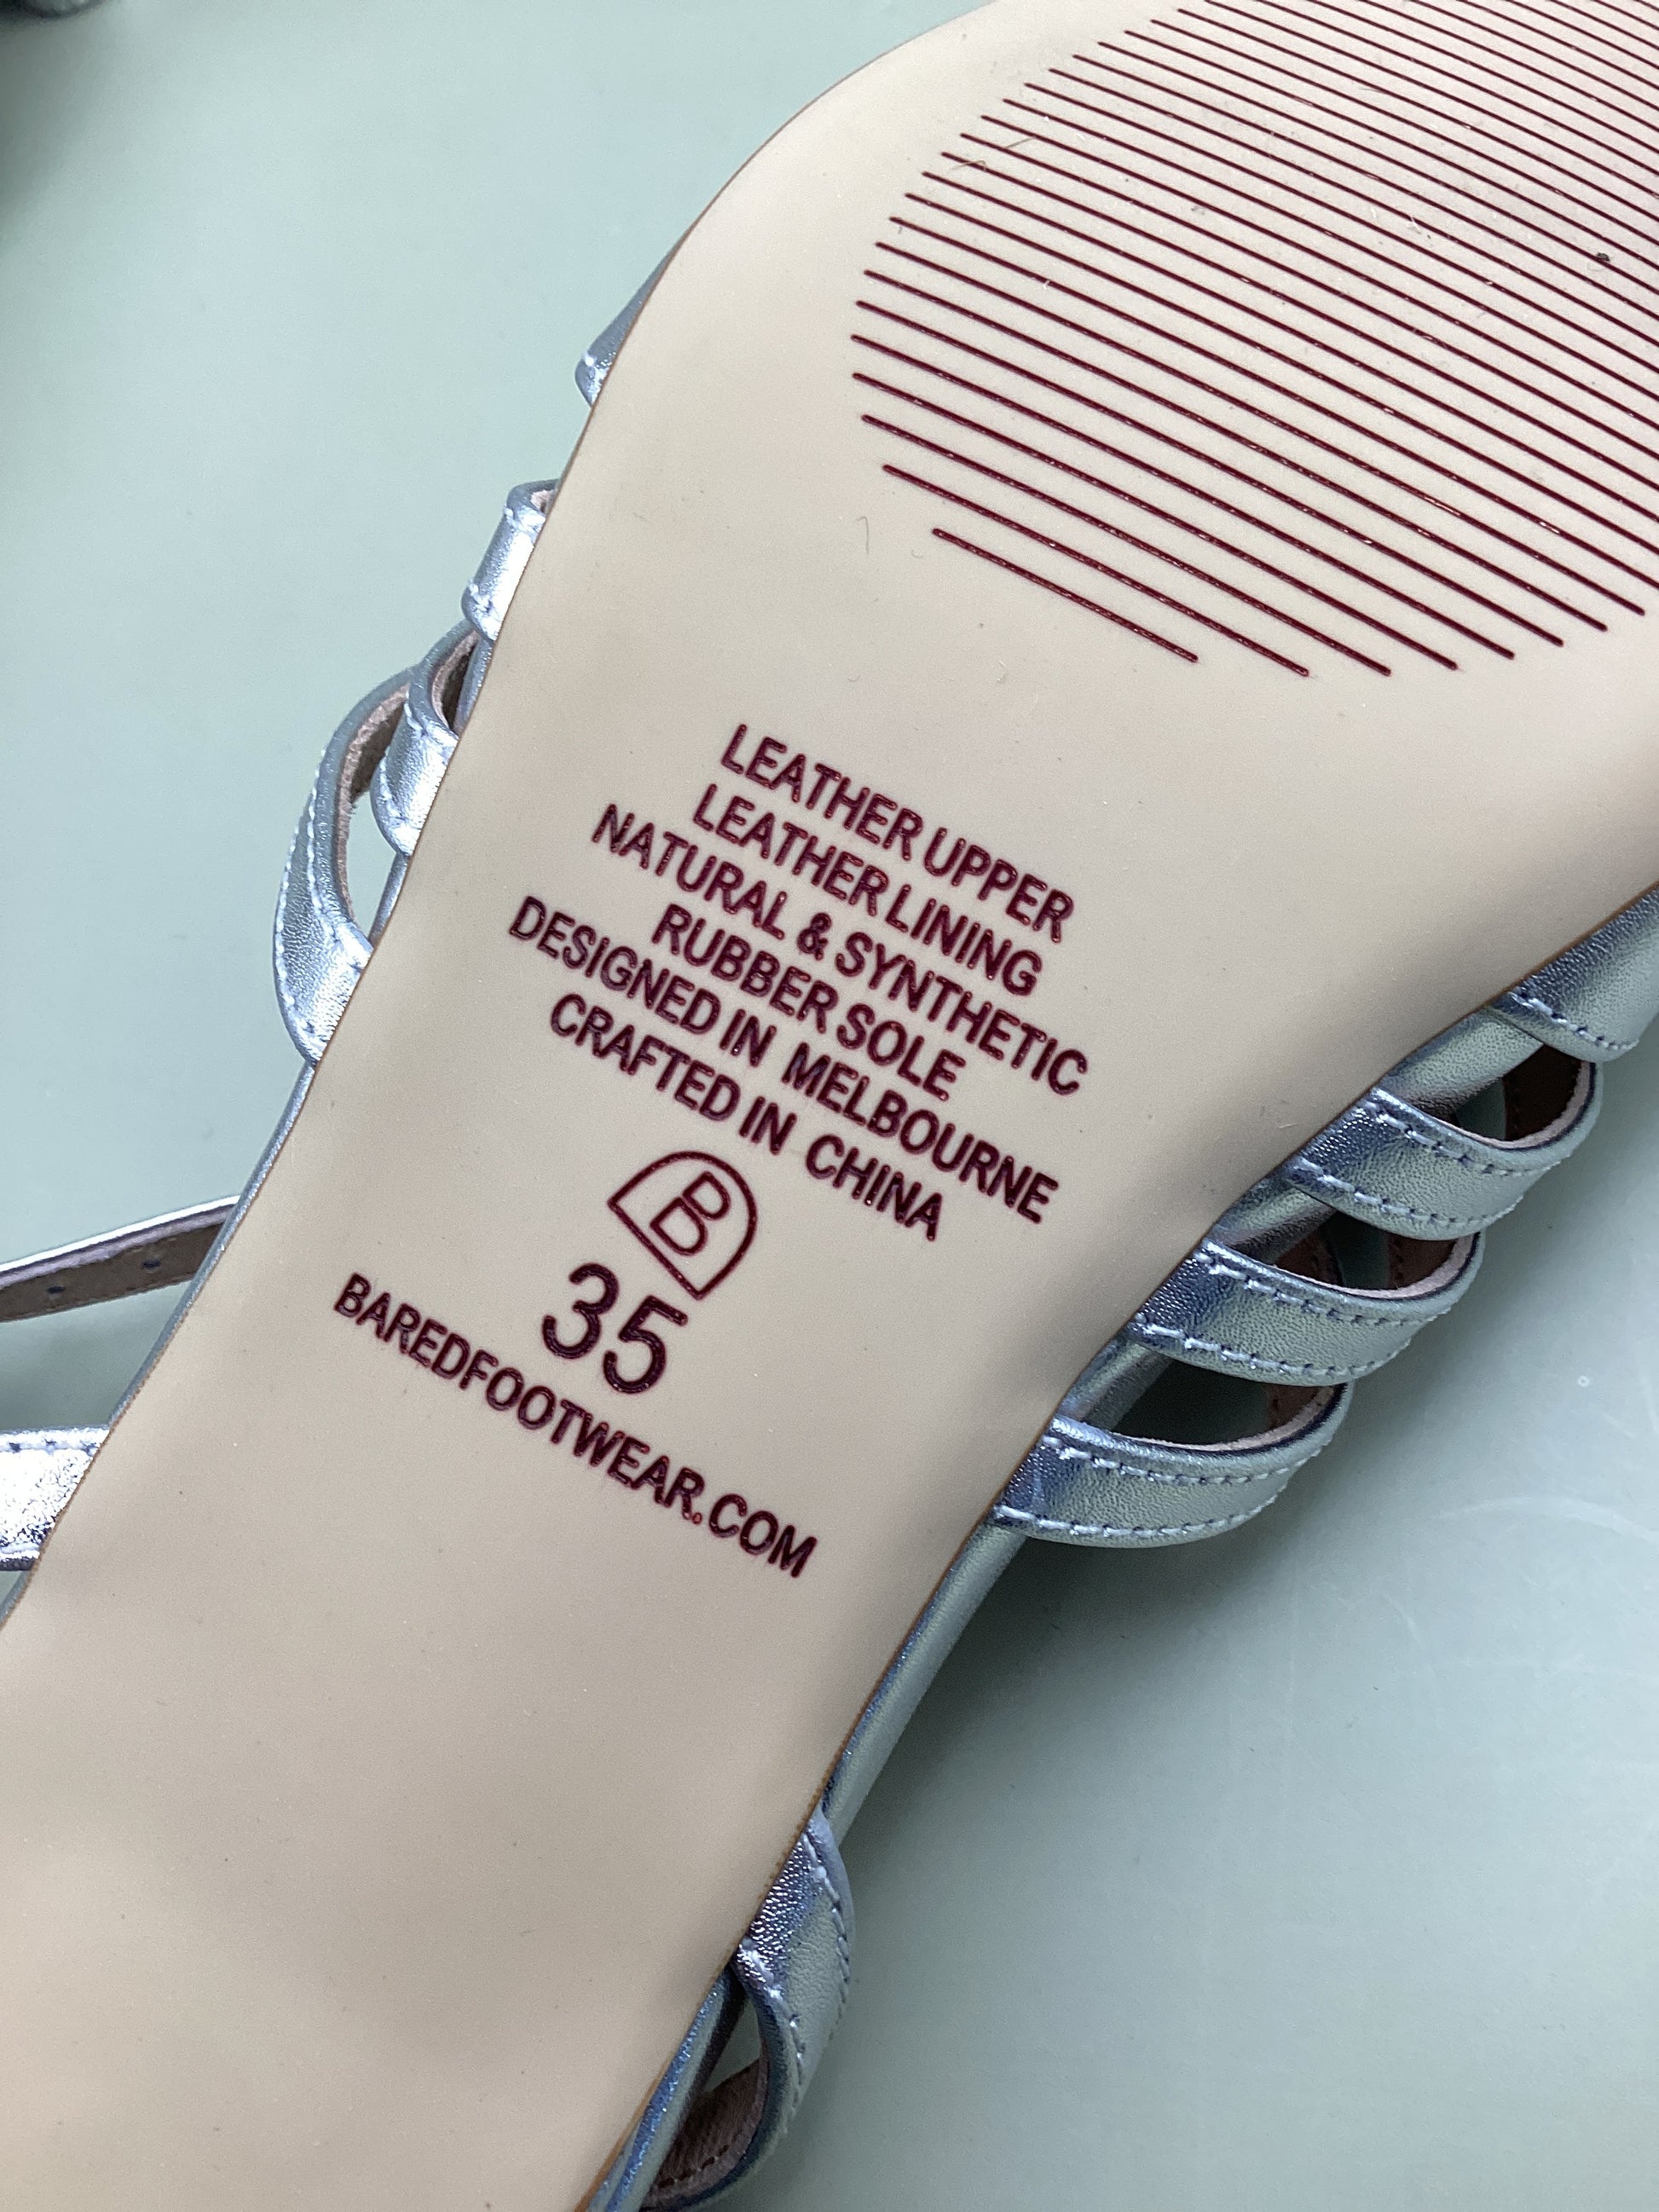 LEATHER UPPER
LEATHER LINING
NATURAL & SYNTHETIC
RUBBER SOLE
DESIGNED IN MELBOURNE
CRAFTED IN CHINA
B
35
BAREDFOOTWEAR.COM